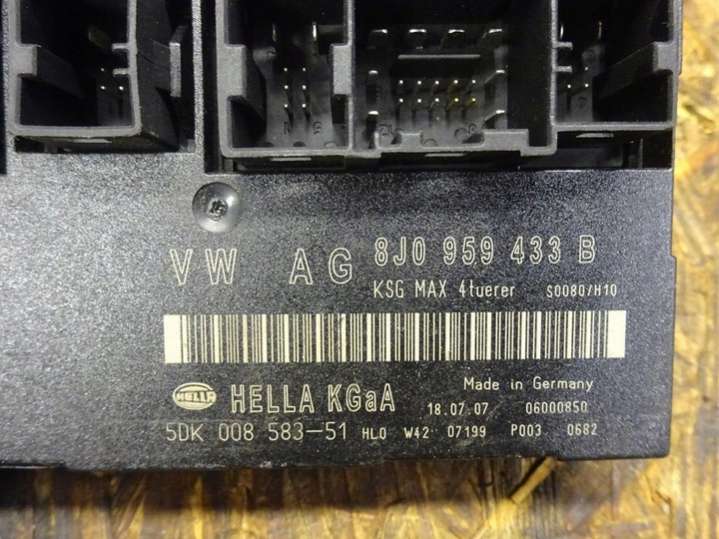 VW AG 8J0 959 433 B
KSG MAX 4tuerer S0080/H10
HELLA HELLA KGaA Made in Germany
18.07.07 06000850
5DK 008 583-51 HL0 W42 07199 P003 0682